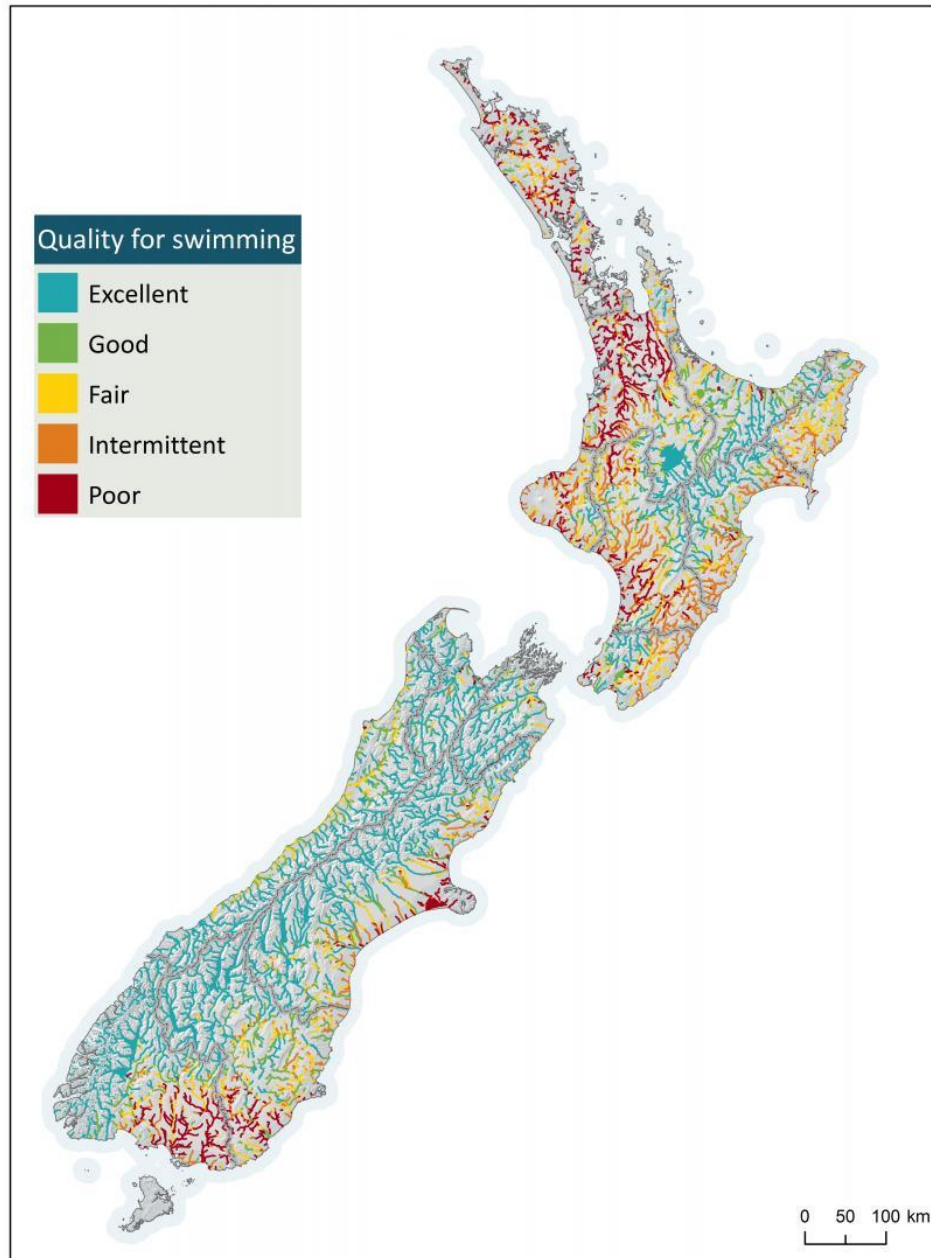 Quality for swimming
Excellent
Good
Fair
Intermittent
Poor
0 50 100 km